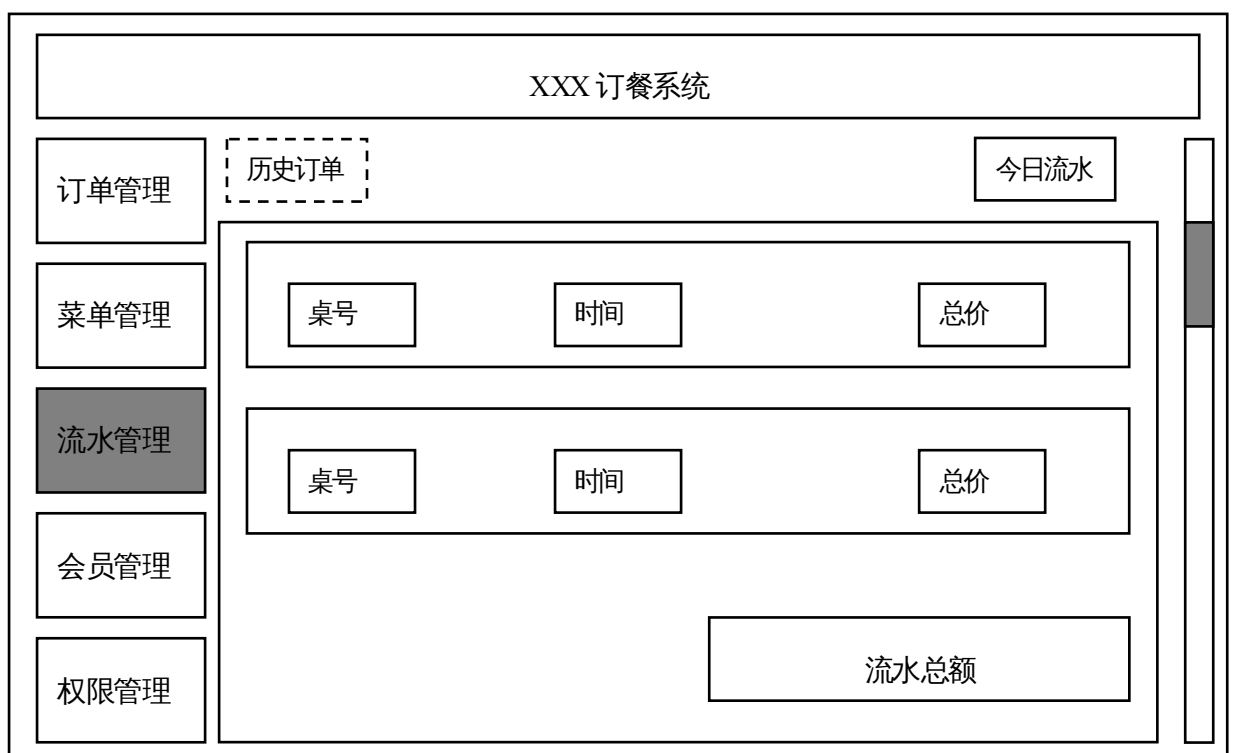 XXX 订餐系统
订单管理
历史订单
今日流水
菜单管理
桌号
时间
总价
流水管理
桌号
时间
总价
会员管理
权限管理
流水总额